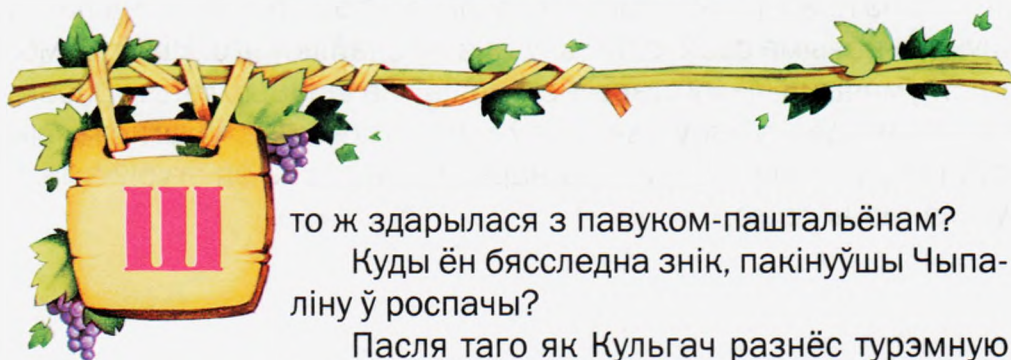 Што ж здарылася з павуком-паштальёнам?
Куды ён бясследна знік, пакінуўшы Чыпа-
ліну ў роспачы?
Пасля таго як Кульгач разнёс турэмную